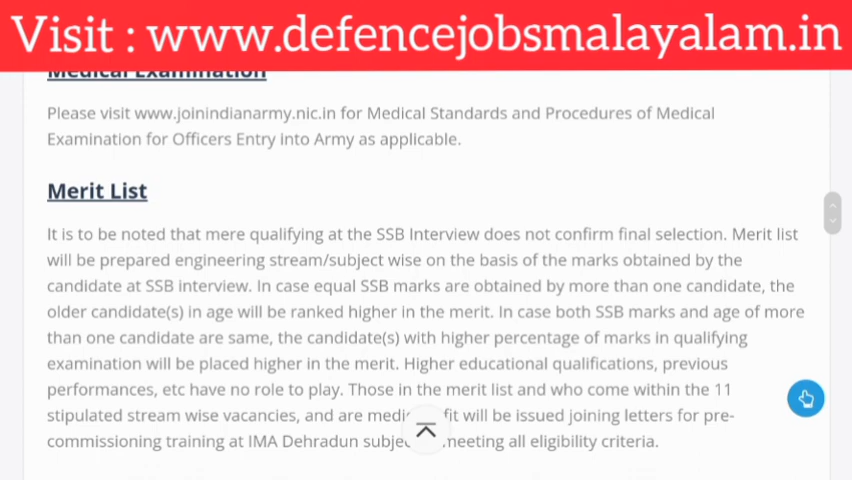 Visit : www.defencejobsmalayalam.in
Medical Examination
Please visit www.joinindianarmy.nic.in for Medical Standards and Procedures of Medical
Examination for Officers Entry into Army as applicable.
Merit List
It is to be noted that mere qualifying at the SSB Interview does not confirm final selection. Merit list
will be prepared engineering stream/subject wise on the basis of the marks obtained by the
candidate at SSB interview. In case equal SSB marks are obtained by more than one candidate, the
older candidate(s) in age will be ranked higher in the merit. In case both SSB marks and age of more
than one candidate are same, the candidate(s) with higher percentage of marks in qualifying
examination will be placed higher in the merit. Higher educational qualifications, previous
performances, etc have no role to play. Those in the merit list and who come within the 11
stipulated stream wise vacancies, and are fit will be issued joining letters for pre-
commissioning training at IMA Dehradun meeting all eligibility criteria.